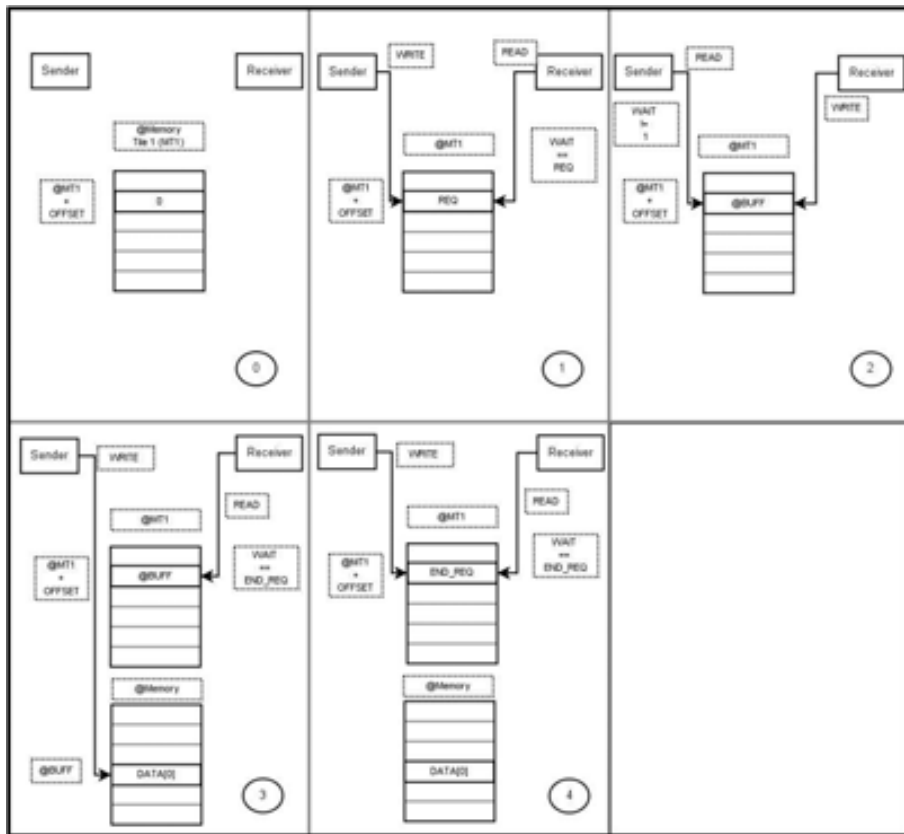 Sender
Receiver
@Memory
Tile 1 (MT1)
@MT1
+
OFFSET
0
0
Sender
WRITE
READ
Receiver
WAIT
==
REQ
@MT1
@MT1
+
OFFSET
REQ
1
Sender
READ
Receiver
WRITE
WAIT
!=
1
@MT1
@MT1
+
OFFSET
@BUFF
2
Sender
WRITE
Receiver
READ
@MT1
WAIT
==
END_REQ
@MT1
+
OFFSET
@BUFF
@Memory
@BUFF
DATA[0]
3
Sender
WRITE
Receiver
READ
@MT1
WAIT
==
END_REQ
@MT1
+
OFFSET
END_REQ
@Memory
DATA[0]
4